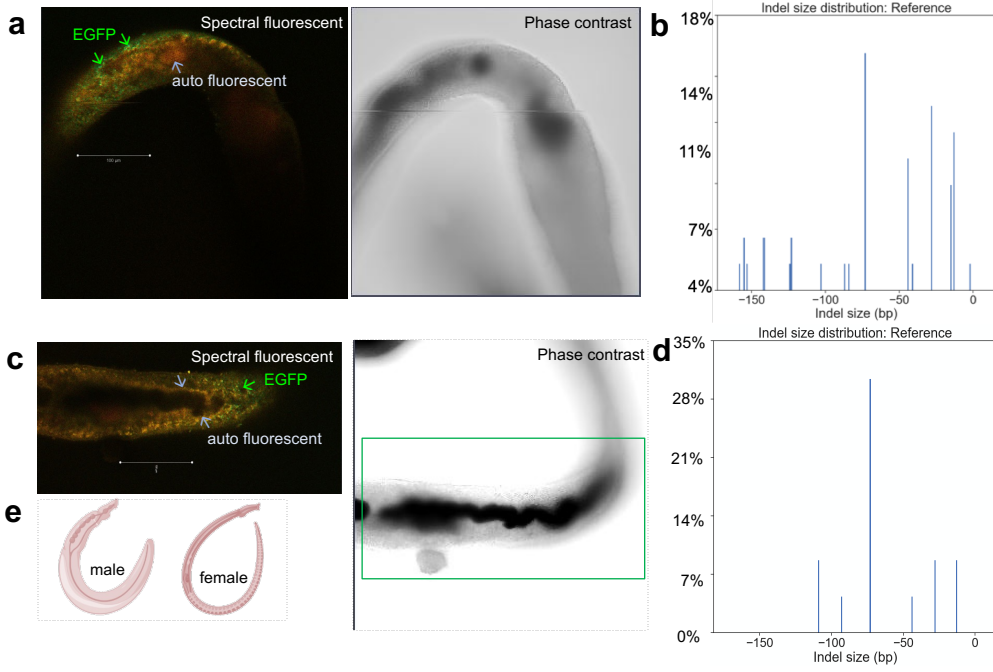 a
Spectral fluorescent
EGFP
auto fluorescent
100 μm
Phase contrast
b
Indel size distribution: Reference
18%
14%
11%
7%
4%
−150
−100
−50
0
Indel size (bp)
c
Spectral fluorescent
EGFP
auto fluorescent
Phase contrast
d
Indel size distribution: Reference
35%
28%
21%
14%
7%
0%
−150
−100
−50
0
Indel size (bp)
e
male
female